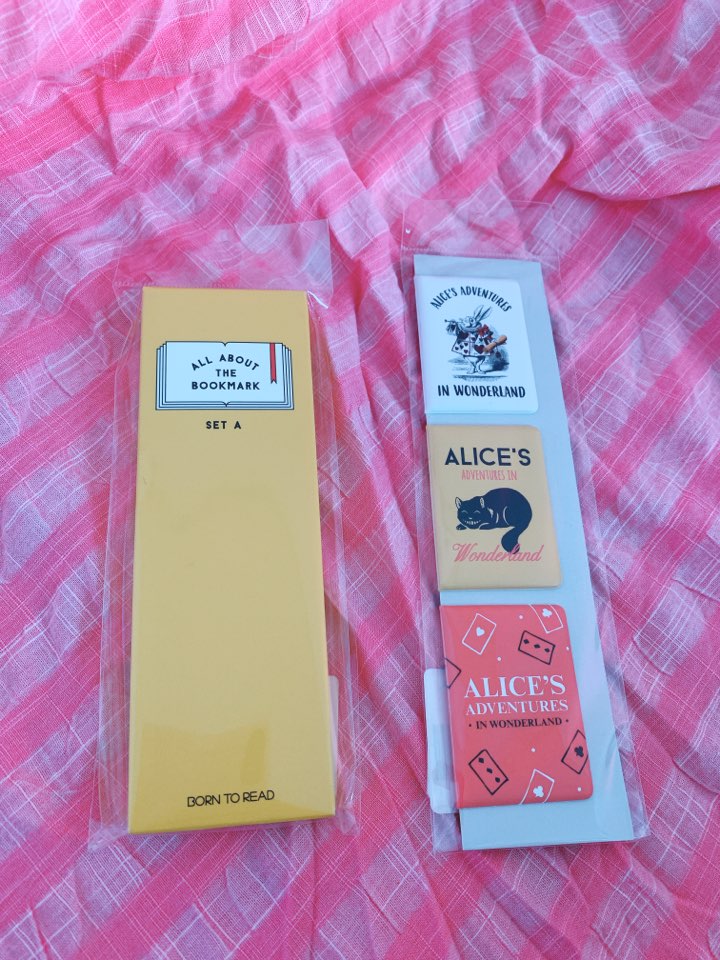 ALL ABOUT
THE
BOOKMARK
SET A
BORN TO READ
ALICE'S ADVENTURES
IN WONDERLAND
ALICE'S
ADVENTURES IN
Wonderland
ALICE'S
ADVENTURES
• IN WONDERLAND •